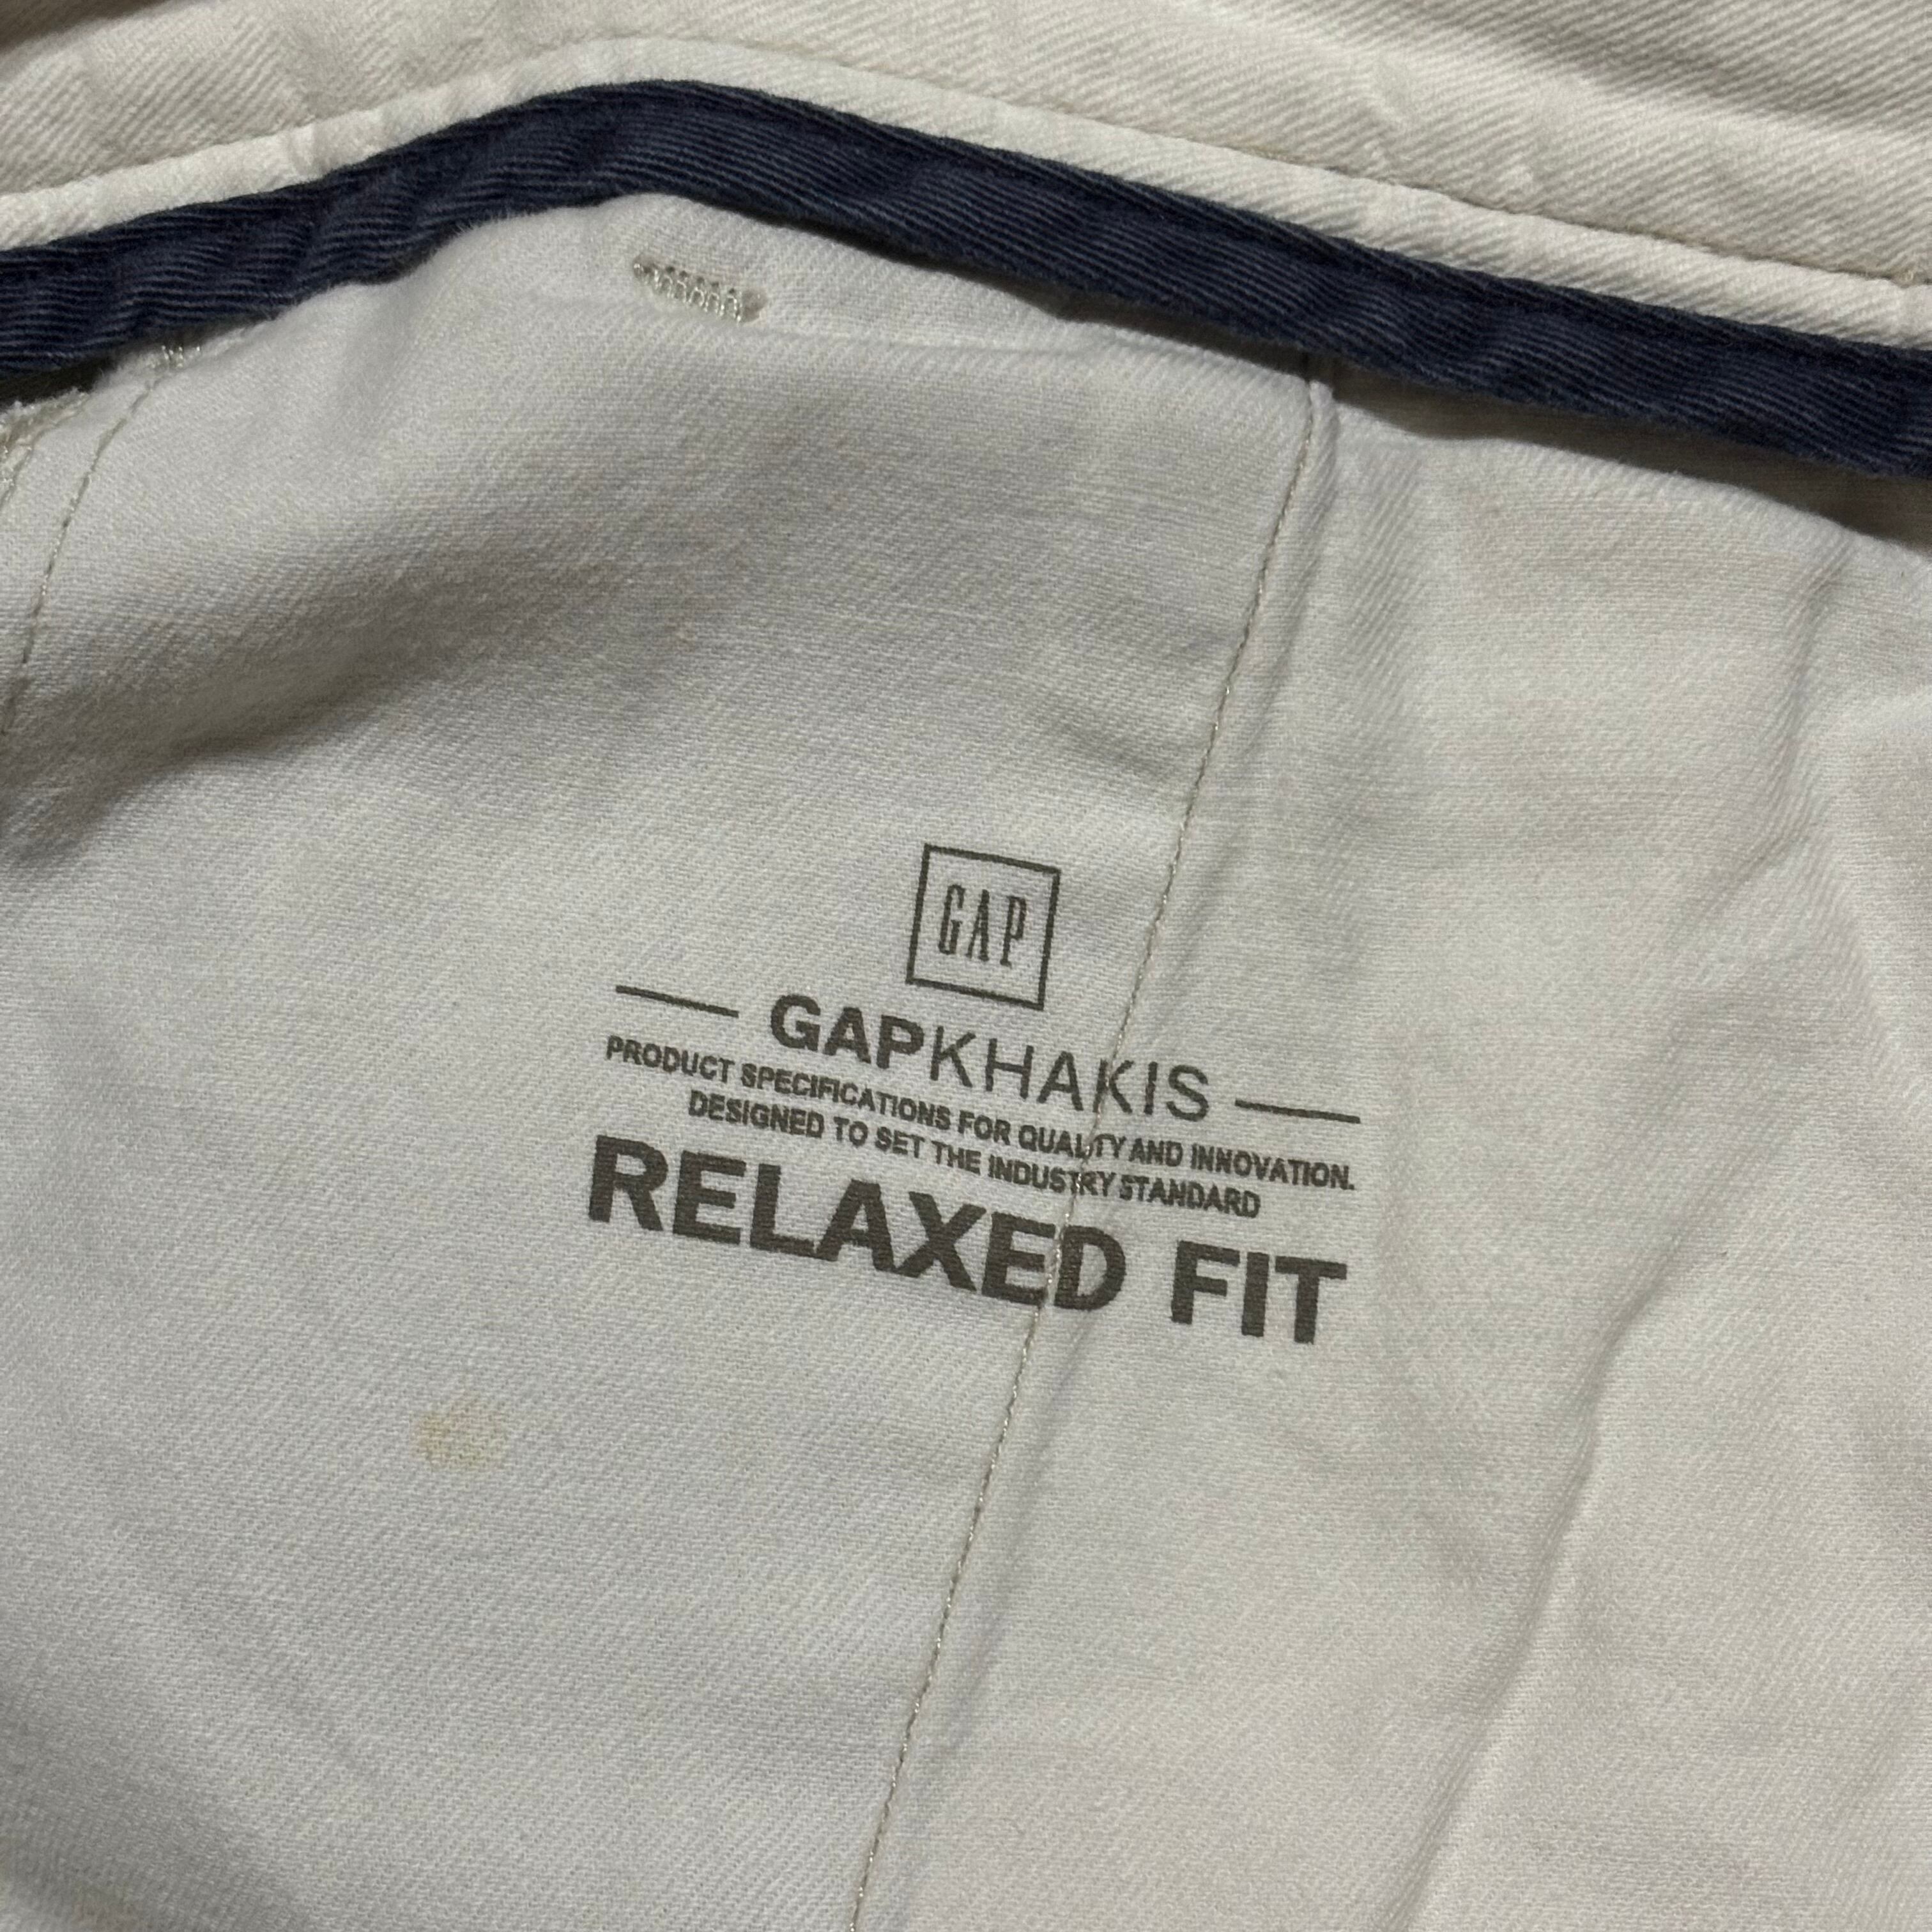 GAP
GAPKHAKIS
PRODUCT SPECIFICATIONS FOR QUALITY AND INNOVATION.
DESIGNED TO SET THE INDUSTRY STANDARD
RELAXED FIT